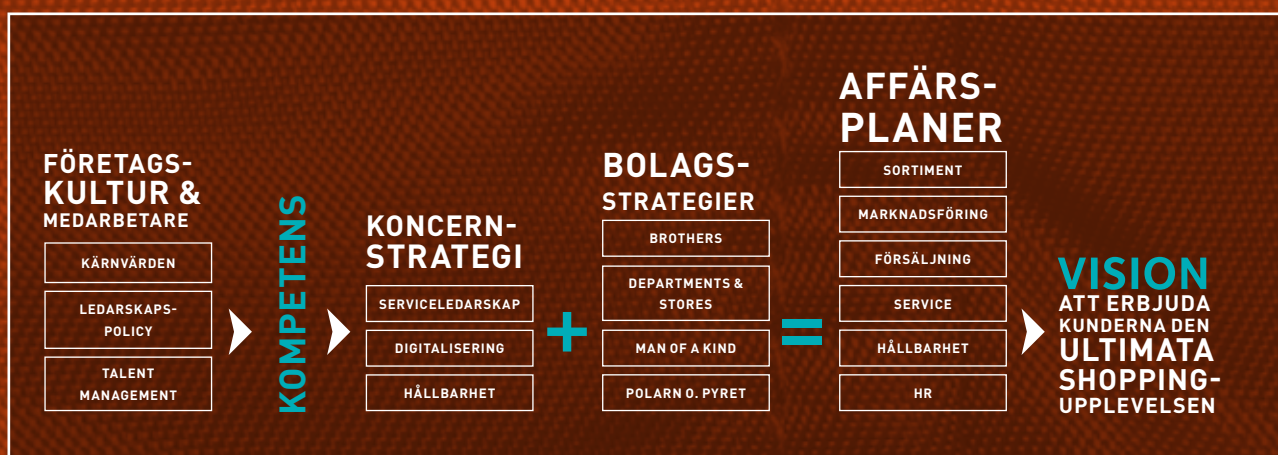 FÖRETAGS-
KULTUR &
MEDARBETARE
KÄRNVÄRDEN
LEDARSKAPS-
POLICY
TALENT
MANAGEMENT
KOMPETENS
KONCERN-
STRATEGI
SERVICELEDARSKAP
DIGITALISERING
HÅLLBARHET
+
BOLAGS-
STRATEGIER
BROTHERS
DEPARTMENTS &
STORES
MAN OF A KIND
POLARN O. PYRET
=
AFFÄRS-
PLANER
SORTIMENT
MARKNADSFÖRING
FÖRSÄLJNING
SERVICE
HÅLLBARHET
HR
VISION
ATT ERBJUDA
KUNDERNA DEN
ULTIMATA
SHOPPING-
UPPLEVELSEN